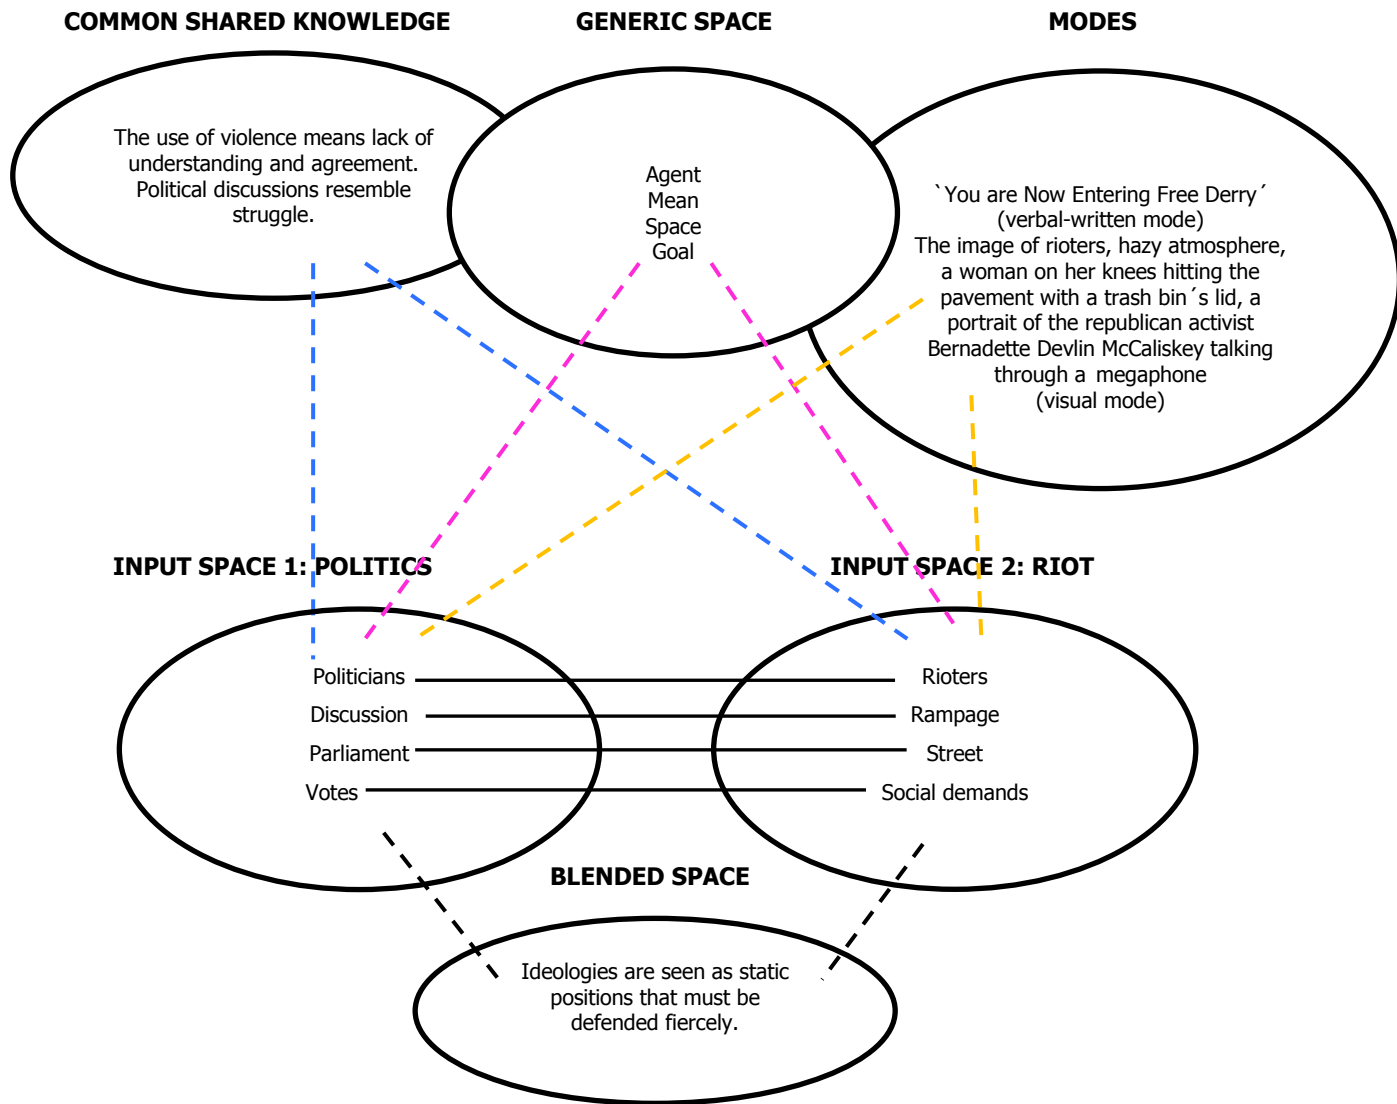 COMMON SHARED KNOWLEDGE
GENERIC SPACE
MODES
The use of violence means lack of
understanding and agreement.
Political discussions resemble
struggle.
Agent
Mean
Space
Goal
`You are Now Entering Free Derry´
(verbal-written mode)
The image of rioters, hazy atmosphere,
a woman on her knees hitting the
pavement with a trash bin´s lid, a
portrait of the republican activist
Bernadette Devlin McCaliskey talking
through a megaphone
(visual mode)
INPUT SPACE 1: POLITICS
INPUT SPACE 2: RIOT
Politicians
Rioters
Discussion
Rampage
Parliament
Street
Votes
Social demands
BLENDED SPACE
Ideologies are seen as static
positions that must be
defended fiercely.